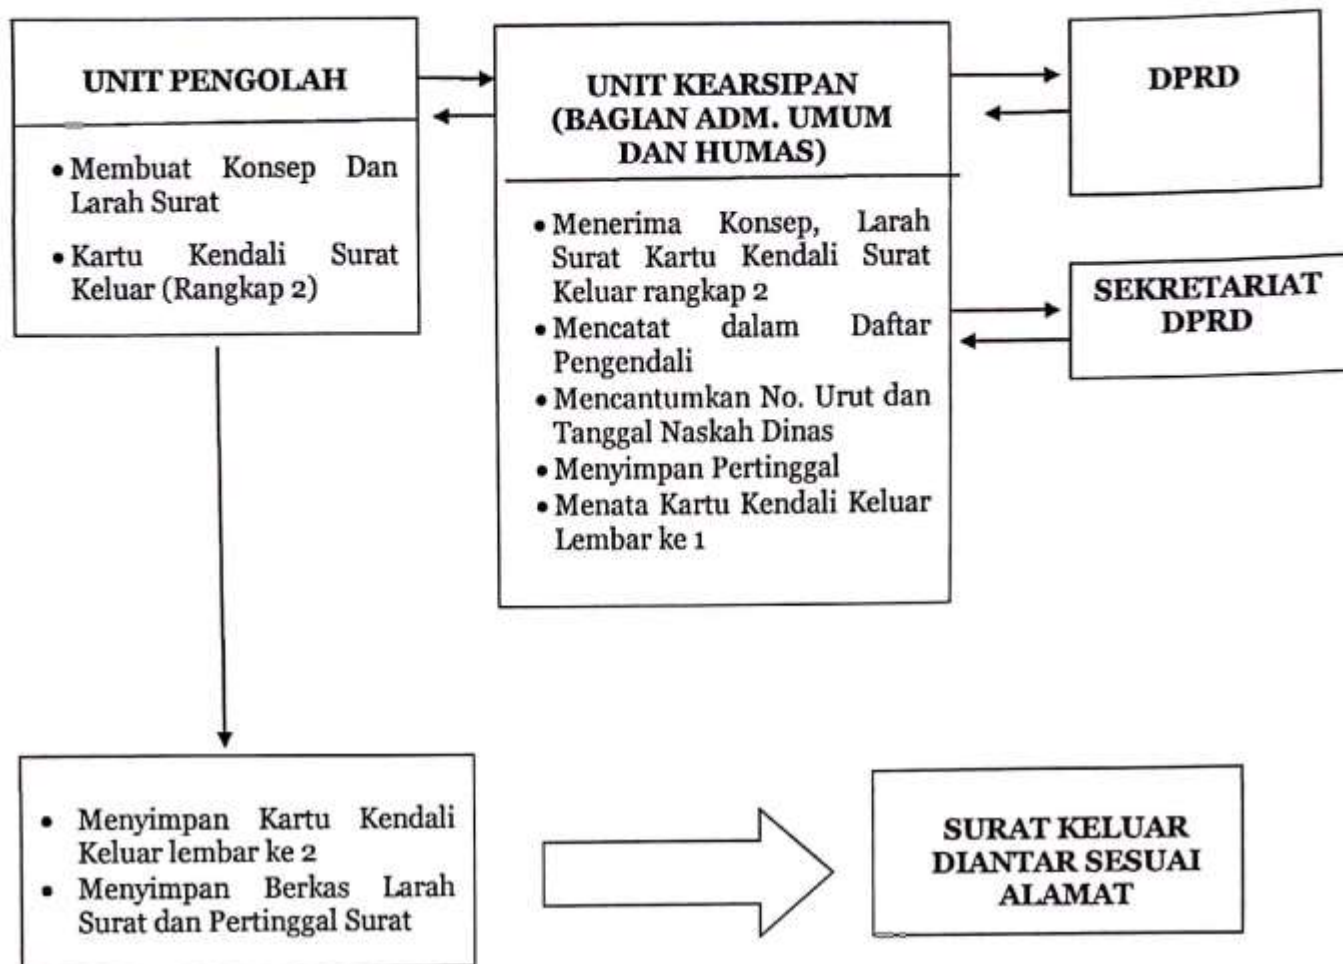 UNIT PENGOLAH
• Membuat Konsep Dan
Larah Surat
• Kartu Kendali Surat
Keluar (Rangkap 2)
UNIT KEARSIPAN
(BAGIAN ADM. UMUM
DAN HUMAS)
• Menerima Konsep, Larah
Surat Kartu Kendali Surat
Keluar rangkap 2
• Mencatat dalam Daftar
Pengendali
• Mencantumkan No. Urut dan
Tanggal Naskah Dinas
• Menyimpan Pertinggal
• Menata Kartu Kendali Keluar
Lembar ke 1
DPRD
SEKRETARIAT
DPRD
• Menyimpan Kartu Kendali
Keluar lembar ke 2
• Menyimpan Berkas Larah
Surat dan Pertinggal Surat
SURAT KELUAR
DIANTAR SESUAI
ALAMAT